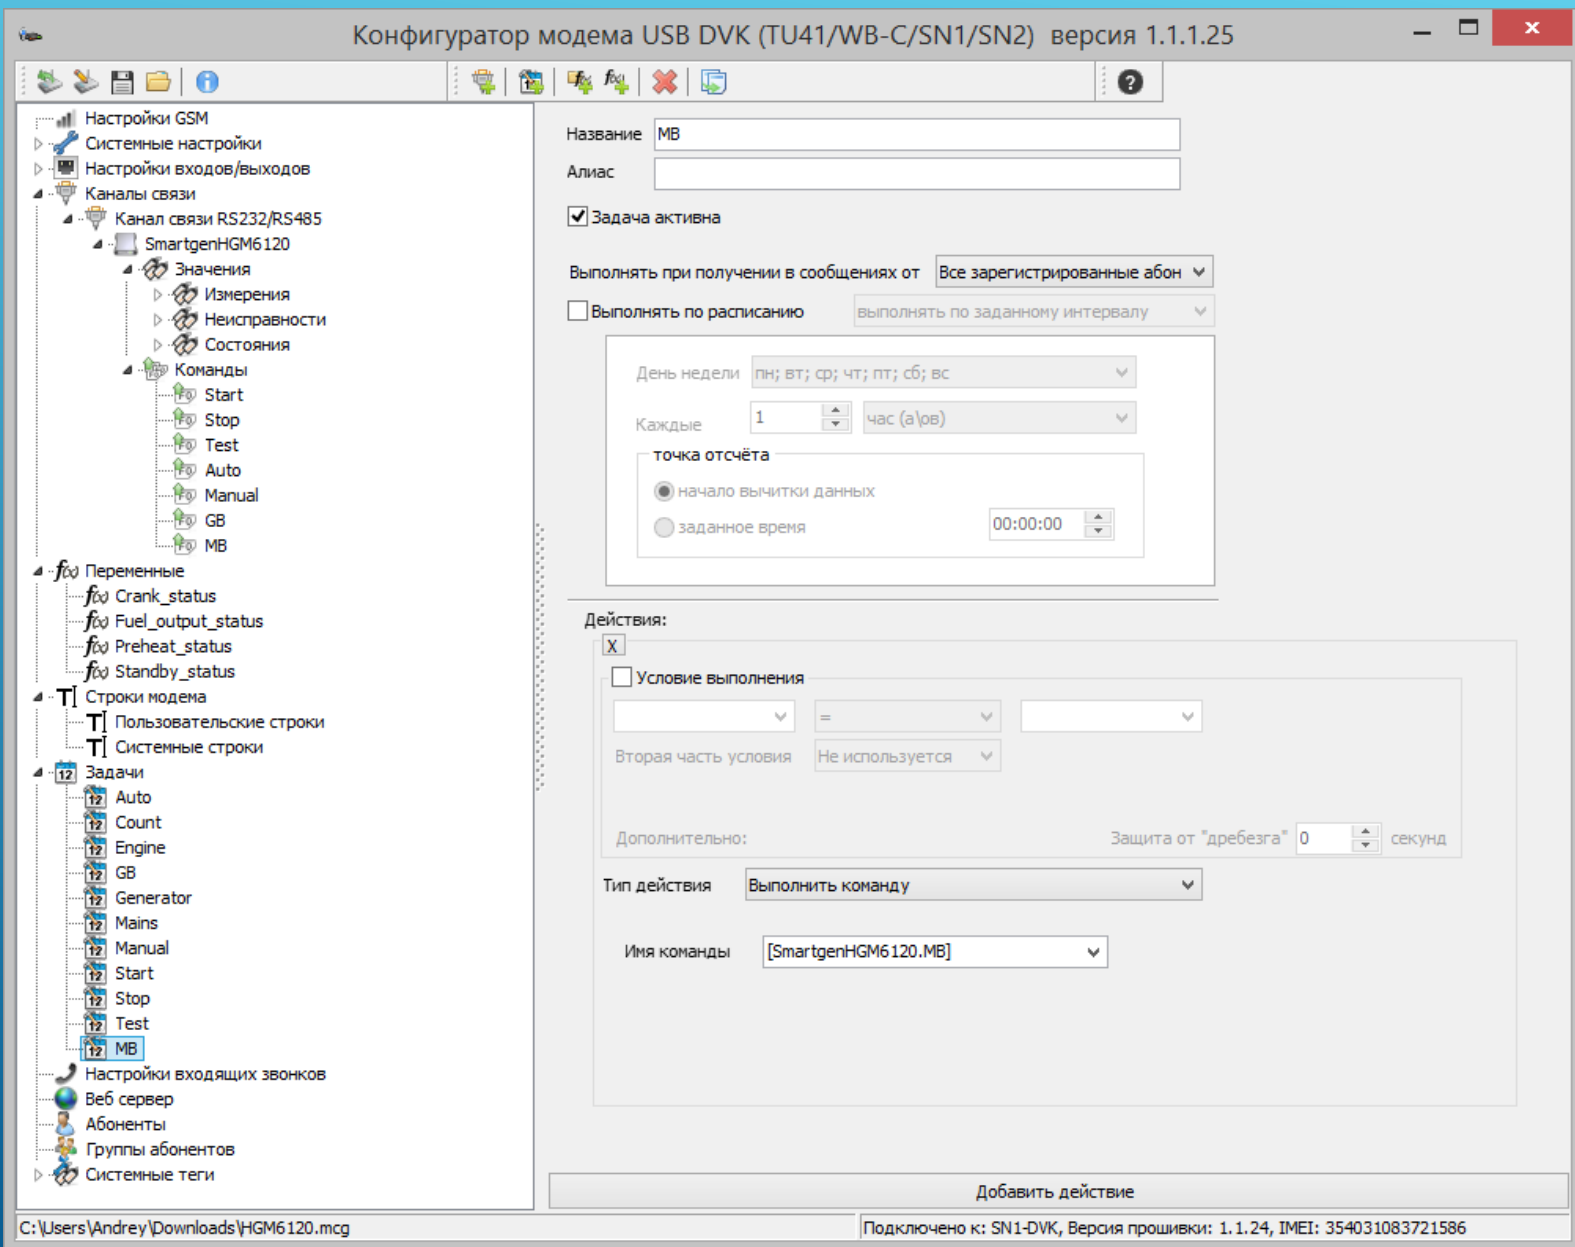 Конфигуратор модема USB DVK (TU41/WB-C/SN1/SN2) версия 1.1.1.25
Настройки GSM
Системные настройки
Настройки входов/выходов
Каналы связи
Канал связи RS232/RS485
SmartgenHGM6120
Значения
Измерения
Неисправности
Состояния
Команды
Start
Stop
Test
Auto
Manual
GB
MB
Переменные
Crank_status
Fuel_output_status
Preheat_status
Standby_status
Строки модема
Пользовательские строки
Системные строки
Задачи
Auto
Count
Engine
GB
Generator
Mains
Manual
Start
Stop
Test
MB
Настройки входящих звонков
Веб сервер
Абоненты
Группы абонентов
Системные теги
Название MB
Алиас
Задача активна
Выполнять при получении в сообщениях от Все зарегистрированные абон
Выполнять по расписанию выполнять по заданному интервалу
День недели пн; вт; ср; чт; пт; сб; вс
Каждые 1 час (а\ов)
точка отсчёта
начало вычитки данных
заданное время 00:00:00
Действия:
X
Условие выполнения
=
Вторая часть условия Не используется
Дополнительно: Защита от "дребезга" 0 секунд
Тип действия Выполнить команду
Имя команды [SmartgenHGM6120.MB]
Добавить действие
C:\Users\Andrey\Downloads\HGM6120.mcg
Подключено к: SN1-DVK, Версия прошивки: 1.1.24, IMEI: 354031083721586